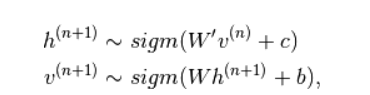 h^{(n+1)} ∼ sigm(W'v^{(n)} + c)
v^{(n+1)} ∼ sigm(Wh^{(n+1)} + b),